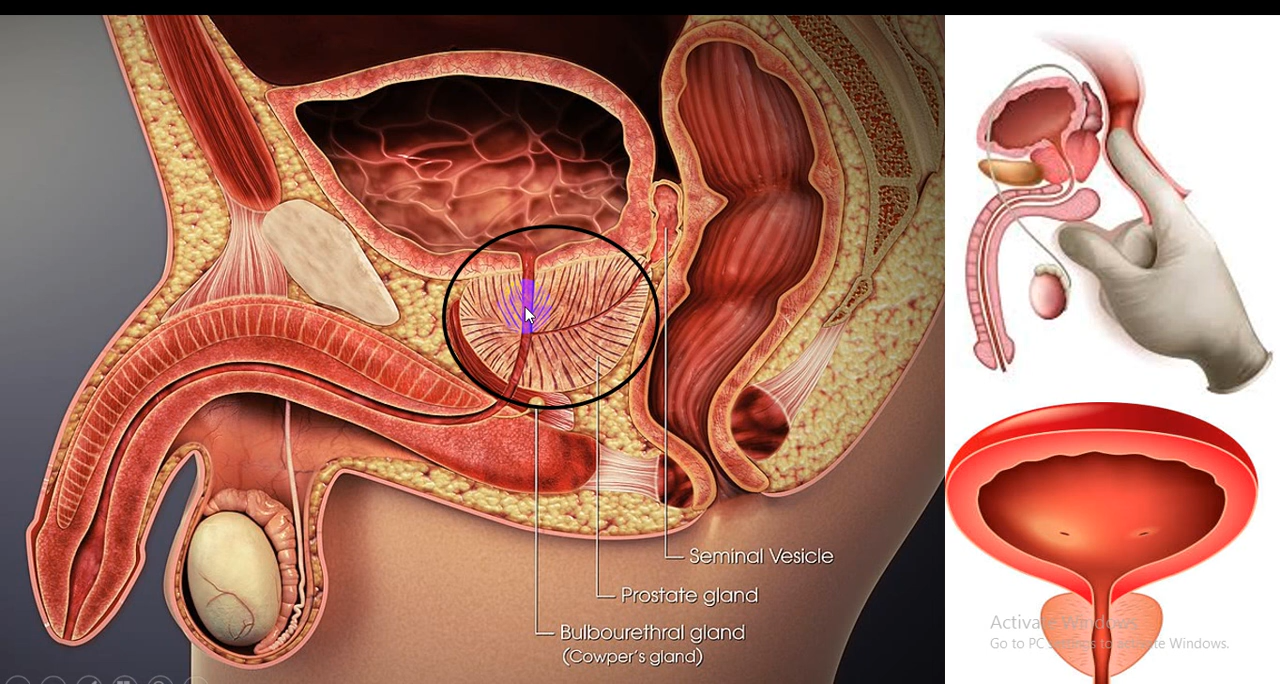 Seminal Vesicle
Prostate gland
Bulbourethral gland
(Cowper's gland)
Activate Windows
Go to PC settings to activate Windows.